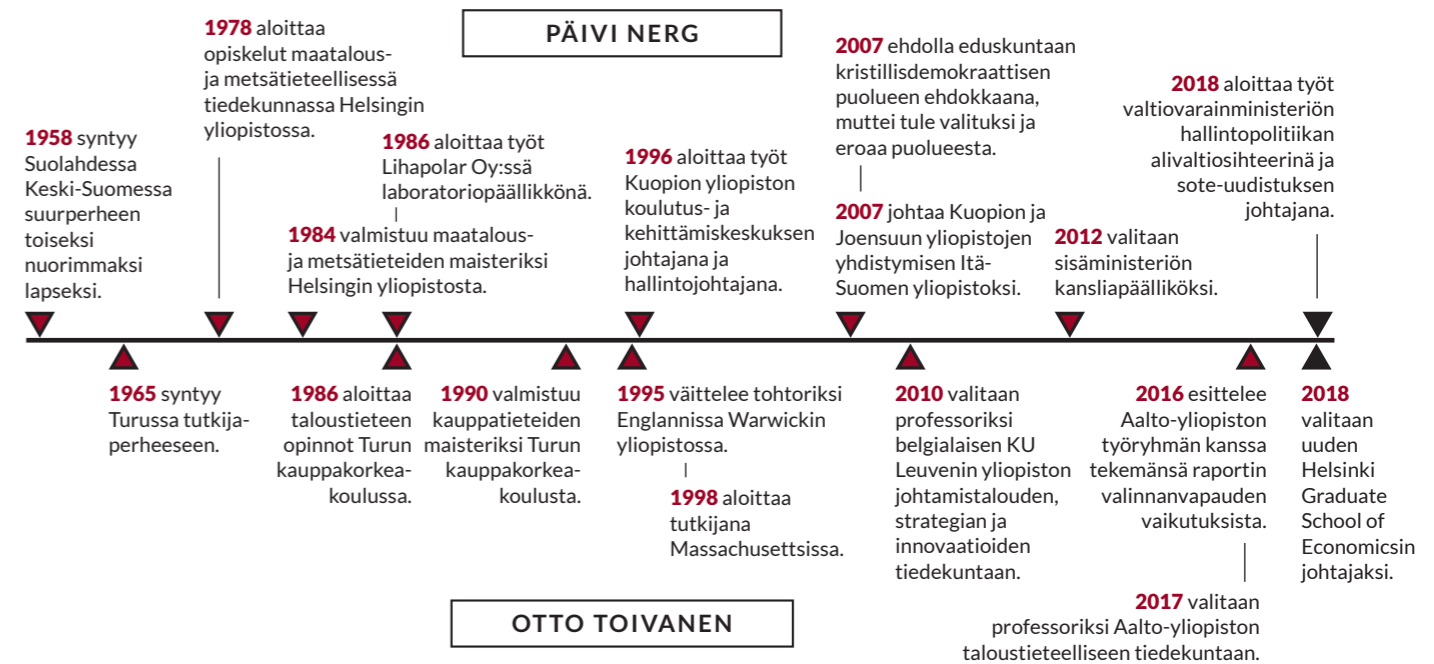 PÄIVI NERG
1958 syntyy
Suolahdessa
Keski-Suomessa
suurperheen
toiseksi
nuorimmaksi
lapseksi.
1978 aloittaa
opiskelut maatalous-
ja metsätieteellisessä
tiedekunnassa Helsingin
yliopistossa.
1984 valmistuu maatalous-
ja metsätieteiden maisteriksi
Helsingin yliopistosta.
1986 aloittaa työt
Lihapolar Oy:ssä
laboratoriopäällikkönä.
1996 aloittaa työt
Kuopion yliopiston
koulutus- ja
kehittämiskeskuksen
johtajana ja
hallintojohtajana.
2007 ehdolla eduskuntaan
kristillisdemokraattisen
puolueen ehdokkaana,
muttei tule valituksi ja
eroaa puolueesta.
2007 johtaa Kuopion ja
Joensuun yliopistojen
yhdistymisen Itä-
Suomen yliopistoksi.
2012 valitaan
sisäministeriön
kansliapäälliköksi.
2018 aloittaa työt
valtiovarainministeriön
hallintopolitiikan
alivaltiosihteerinä ja
sote-uudistuksen
johtajana.
1965 syntyy
Turussa tutkija-
perheeseen.
1986 aloittaa
taloustieteen
opinnot Turun
kauppakorkea-
koulussa.
1990 valmistuu
kauppatieteiden
maisteriksi Turun
kauppakorkea-
koulusta.
1995 väittelee tohtoriksi
Englannissa Warwickin
yliopistossa.
1998 aloittaa
tutkijana
Massachusettsissa.
2010 valitaan
professoriksi
belgialaisen KU
Leuvenin yliopiston
johtamistalouden,
strategian ja
innovaatioiden
tiedekuntaan.
2016 esittelee
Aalto-yliopiston
työryhmän kanssa
tekemänsä raportin
valinnanvapauden
vaikutuksista.
2017 valitaan
professoriksi Aalto-yliopiston
taloustieteelliseen tiedekuntaan.
2018
valitaan
uuden
Helsinki
Graduate
School of
Economicsin
johtajaksi.
OTTO TOIVANEN